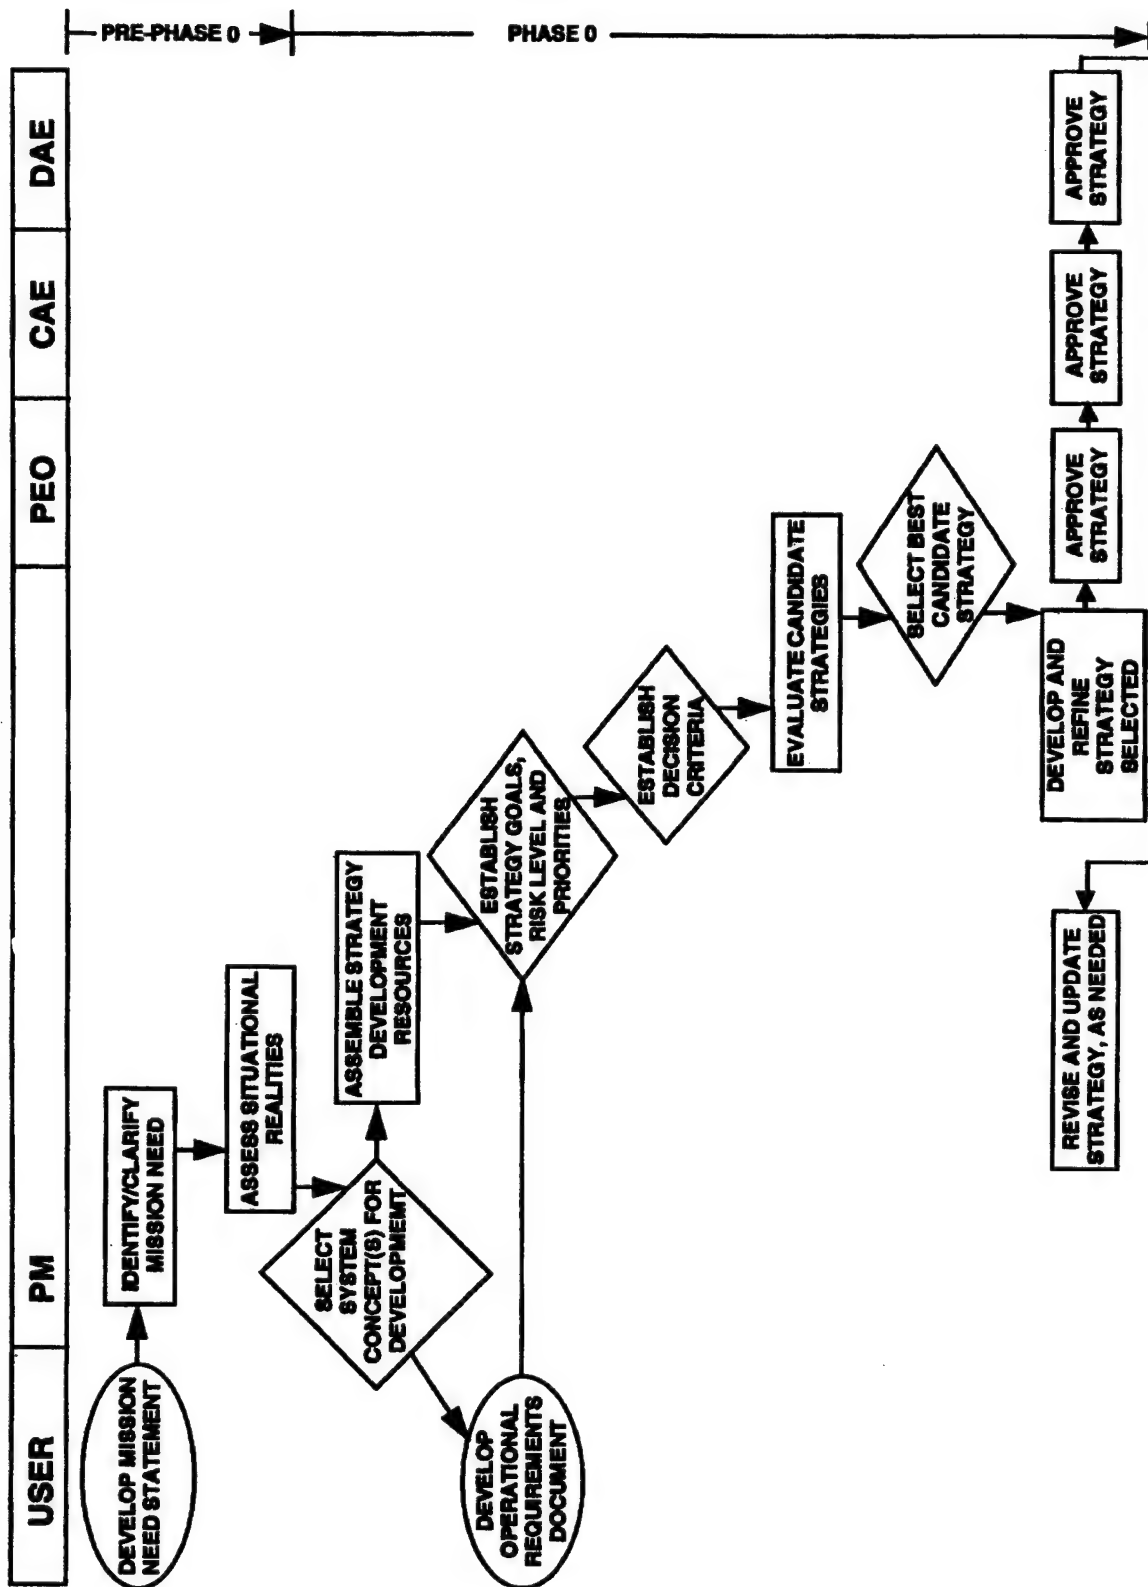 USER
PM
PEO
CAE
DAE
PRE-PHASE 0
PHASE 0
DEVELOP MISSION
NEED STATEMENT
IDENTIFY/CLARIFY
MISSION NEED
ASSESS SITUATIONAL
REALITIES
SELECT
SYSTEM
CONCEPT(S) FOR
DEVELOPMEMT
ASSEMBLE STRATEGY
DEVELOPMENT
RESOURCES
DEVELOP
OPERATIONAL
REQUIREMENTS
DOCUMENT
ESTABLISH
STRATEGY GOALS,
RISK LEVEL AND
PRIORITIES
ESTABLISH
DECISION
CRITERIA
EVALUATE CANDIDATE
STRATEGIES
SELECT BEST
CANDIDATE
STRATEGY
DEVELOP AND
REFINE
STRATEGY
SELECTED
APPROVE
STRATEGY
APPROVE
STRATEGY
APPROVE
STRATEGY
REVISE AND UPDATE
STRATEGY, AS NEEDED